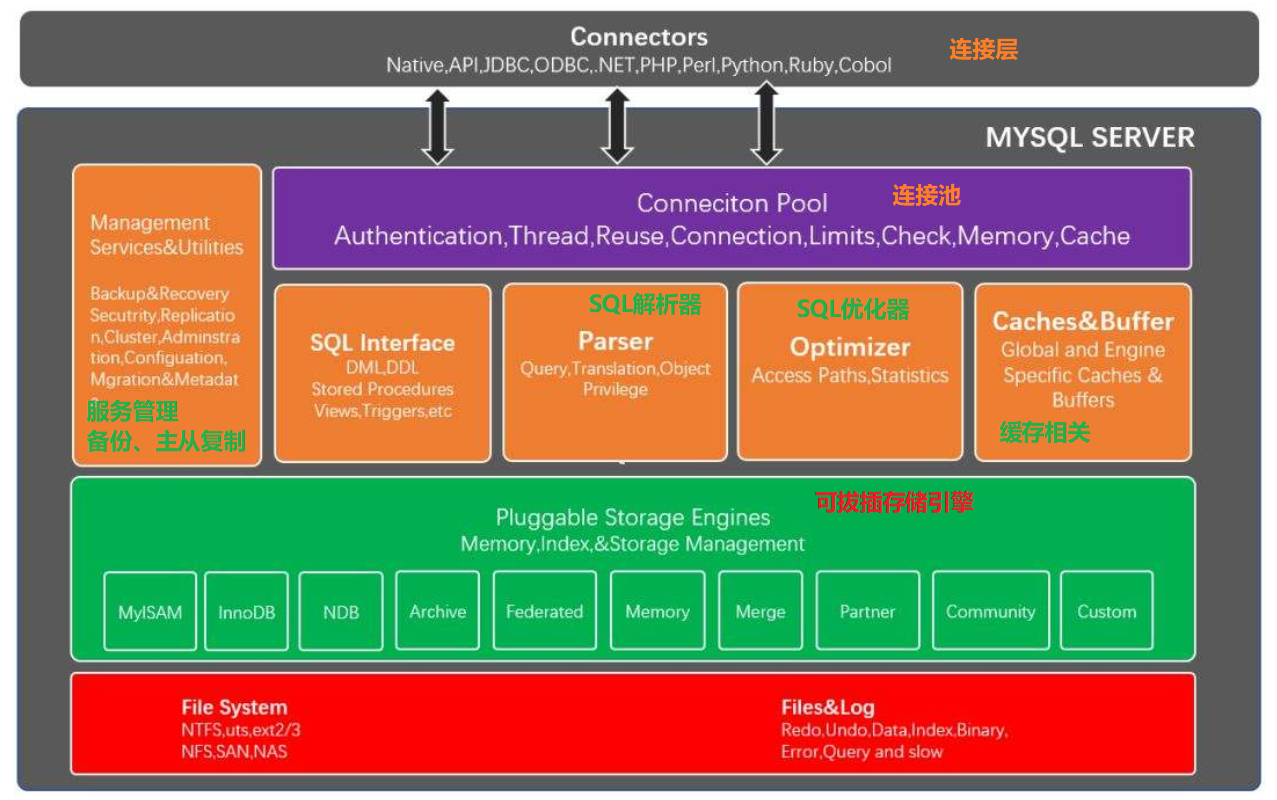 Connectors
连接层
Native,API,JDBC,ODBC,.NET,PHP,Perl,Python,Ruby,Cobol
MYSQL SERVER
Management
Services&Utilities
Backup&Recovery
Secutrity,Replicatio
n,Cluster,Adminstra
tion,Configuation,
Mgration&Metadat
服务管理
备份、主从复制
Conneciton Pool
连接池
Authentication,Thread,Reuse,Connection,Limits,Check,Memory,Cache
SQL Interface
DML,DDL
Stored Procedures
Views,Triggers,etc
SQL解析器
Parser
Query,Translation,Object
Privilege
SQL优化器
Optimizer
Access Paths,Statistics
Caches&Buffer
Global and Engine
Specific Caches &
Buffers
缓存相关
可拔插存储引擎
Pluggable Storage Engines
Memory,Index,&Storage Management
MyISAM
InnoDB
NDB
Archive
Federated
Memory
Merge
Partner
Community
Custom
File System
NTFS,uts,ext2/3
NFS,SAN,NAS
Files&Log
Redo,Undo,Data,Index,Binary,
Error,Query and slow